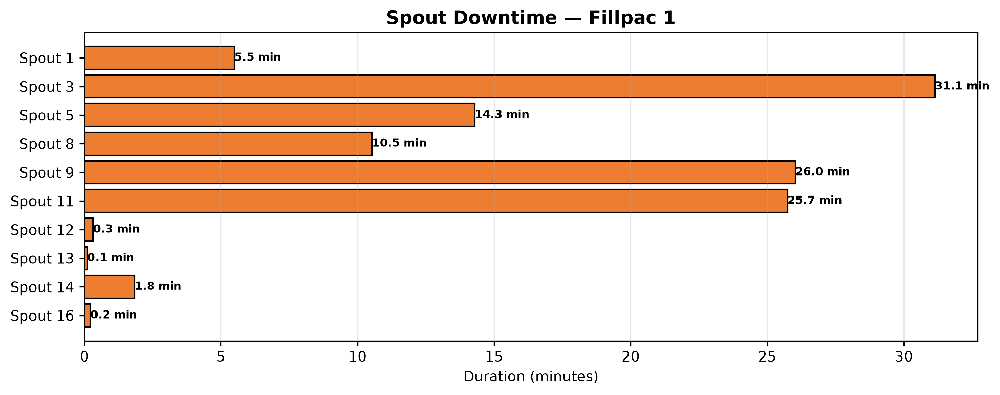 Spout Downtime — Fillpac 1
Spout 1 5.5 min
Spout 3 31.1 min
Spout 5 14.3 min
Spout 8 10.5 min
Spout 9 26.0 min
Spout 11 25.7 min
Spout 12 0.3 min
Spout 13 0.1 min
Spout 14 1.8 min
Spout 16 0.2 min
0 5 10 15 20 25 30
Duration (minutes)